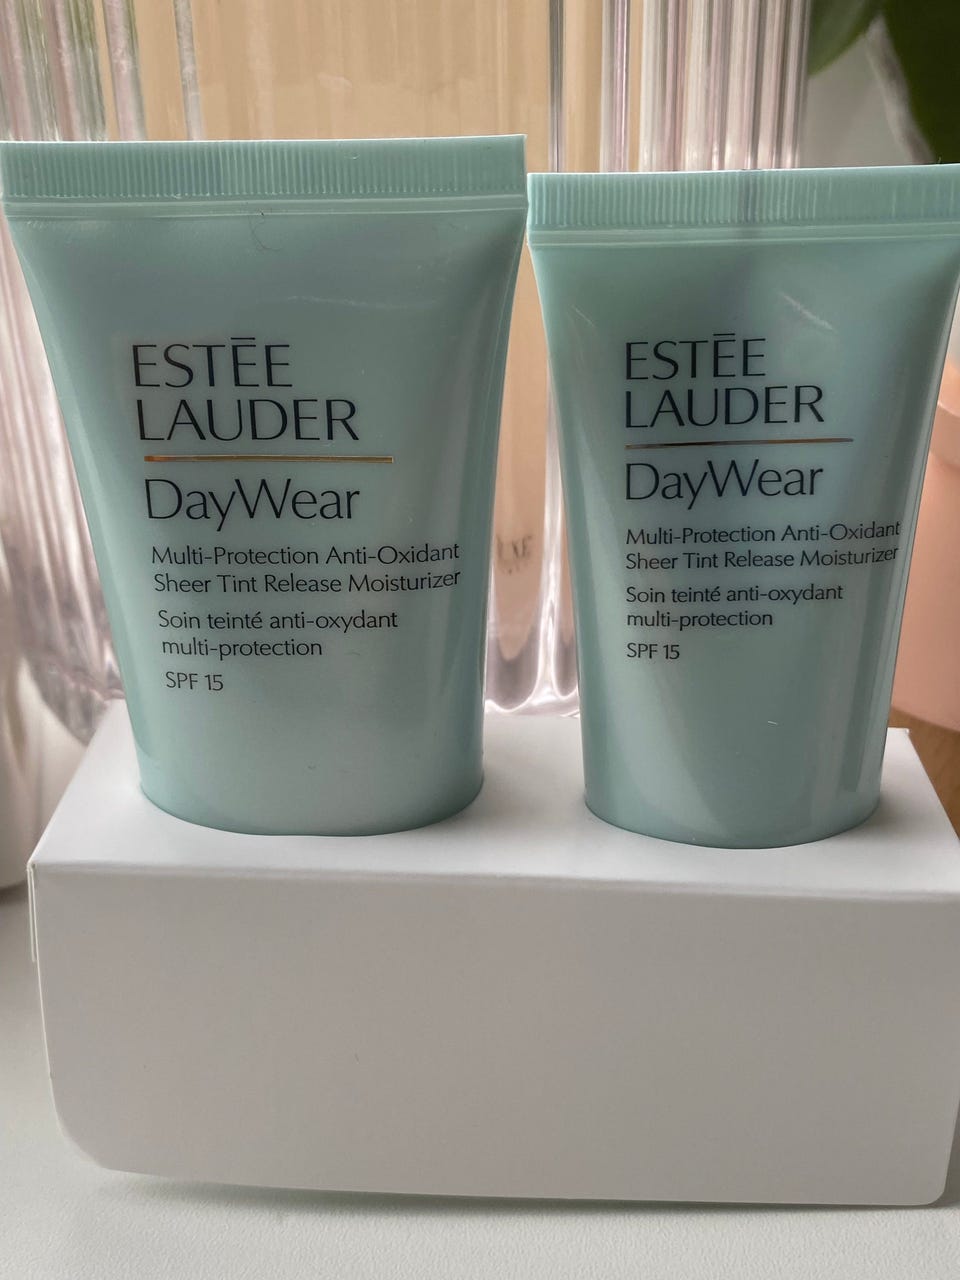 ESTĒE
LAUDER
DayWear
Multi-Protection Anti-Oxidant
Sheer Tint Release Moisturizer
Soin teinté anti-oxydant
multi-protection
SPF 15
ESTĒE
LAUDER
DayWear
Multi-Protection Anti-Oxidant
Sheer Tint Release Moisturizer
Soin teinté anti-oxydant
multi-protection
SPF 15